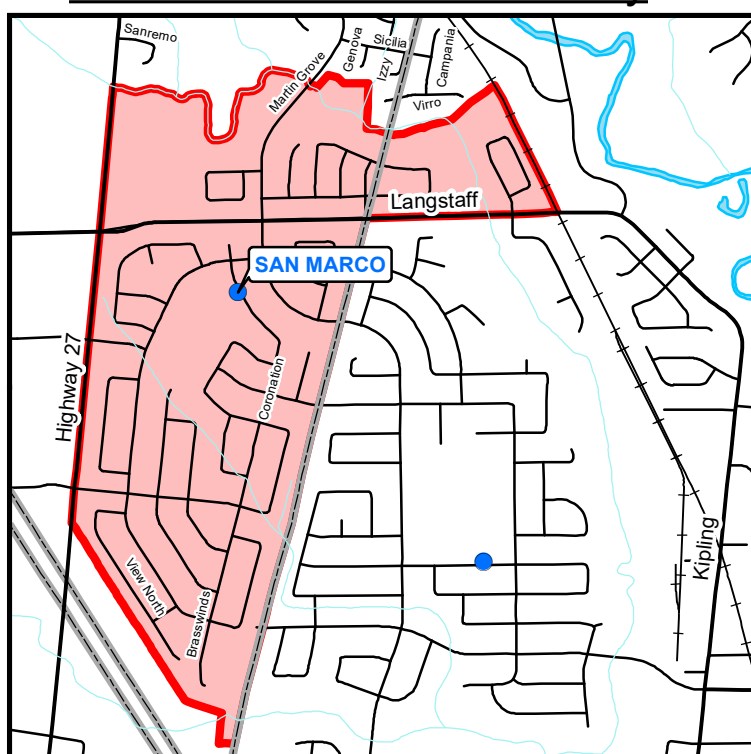 Sanremo
Genova
Sicilia
Izzy
Campania
Martin Grove
Virro
Langstaff
SAN MARCO
Highway 27
Coronation
Kipling
View North
Brasswinds